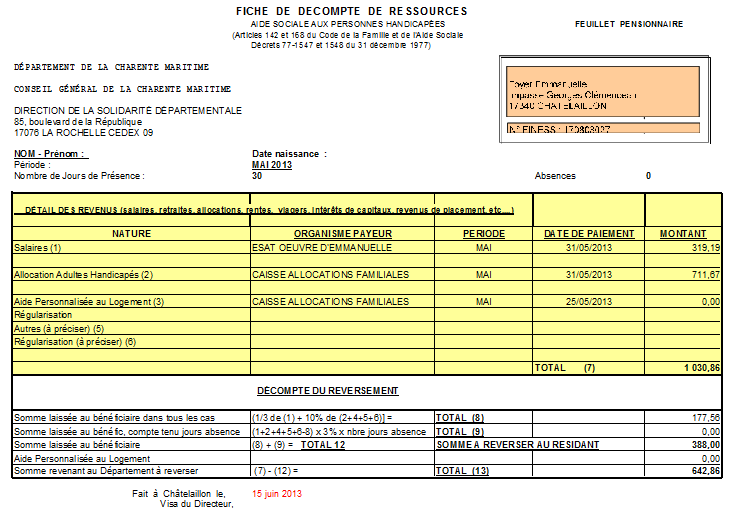 FICHE DE DECOMPTE DE RESSOURCES
AIDE SOCIALE AUX PERSONNES HANDICAPÉES
(Articles 142 et 168 du Code de la Famille et de l'Aide Sociale
Décrets 77-1547 et 1548 du 31 décembre 1977)
FEUILLET PENSIONNAIRE
DÉPARTEMENT DE LA CHARENTE MARITIME
CONSEIL GÉNÉRAL DE LA CHARENTE MARITIME
DIRECTION DE LA SOLIDARITÉ DÉPARTEMENTALE
85, boulevard de la République
17076 LA ROCHELLE CEDEX 09
Foyer Emmanuelle
Impasse Georges Clémenceau
17340 CHATELAILLON
N° FINESS : 170803027
NOM - Prénom : Date naissance :
Période : MAI 2013
Nombre de Jours de Présence : 30 Absences 0
DÉTAIL DES REVENUS (salaires, retraites, allocations, rentes, viagers, intérêts de capitaux, revenus de placement, etc...)
NATURE ORGANISME PAYEUR PERIODE DATE DE PAIEMENT MONTANT
Salaires (1) ESAT OEUVRE D'EMMANUELLE MAI 31/05/2013 319,19
Allocation Adultes Handicapés (2) CAISSE ALLOCATIONS FAMILIALES MAI 31/05/2013 711,67
Aide Personnalisée au Logement (3) CAISSE ALLOCATIONS FAMILIALES MAI 25/05/2013 0,00
Régularisation
Autres (à préciser) (5)
Régularisation (à préciser) (6)
TOTAL (7) 1 030,86
DÉCOMPTE DU REVERSEMENT
Somme laissée au bénéficiaire dans tous les cas (1/3 de (1) + 10% de (2+4+5+6)] = TOTAL (8) 177,56
Somme laissée au bénéfic, compte tenu jours absence (1+2+4+5+6-8) x 3% x nbre jours absence TOTAL (9) 0,00
Somme laissée au bénéficiaire (8) + (9) = TOTAL 12 SOMME A REVERSER AU RESIDANT 388,00
Aide Personnalisée au Logement 0,00
Somme revenant au Département à reverser (7) - (12) = TOTAL (13) 642,86
Fait à Châtelaillon le, 15 juin 2013
Visa du Directeur,